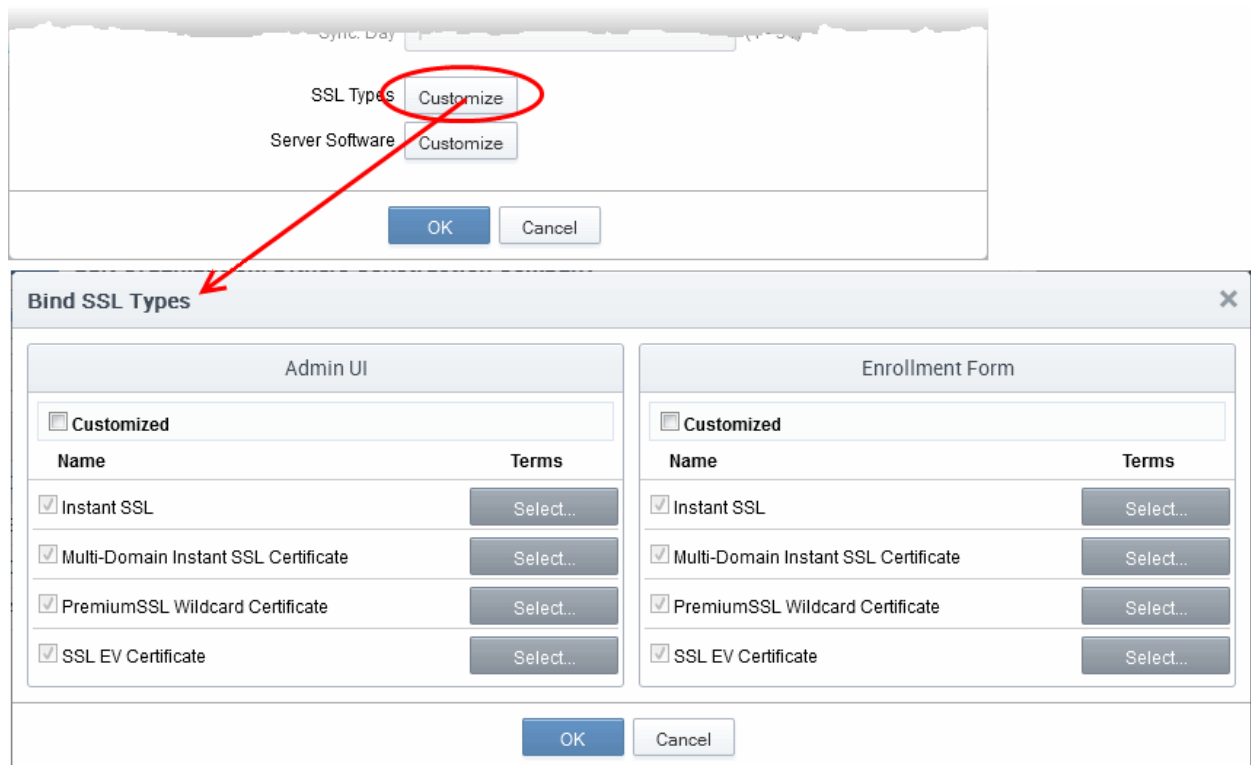 Sync. Day
SSL Types Customize
Server Software Customize
OK Cancel
Bind SSL Types
Admin UI Enrollment Form
Customized Customized
Name Terms Name Terms
Instant SSL Select... Instant SSL Select...
Multi-Domain Instant SSL Certificate Select... Multi-Domain Instant SSL Certificate Select...
PremiumSSL Wildcard Certificate Select... PremiumSSL Wildcard Certificate Select...
SSL EV Certificate Select... SSL EV Certificate Select...
OK Cancel